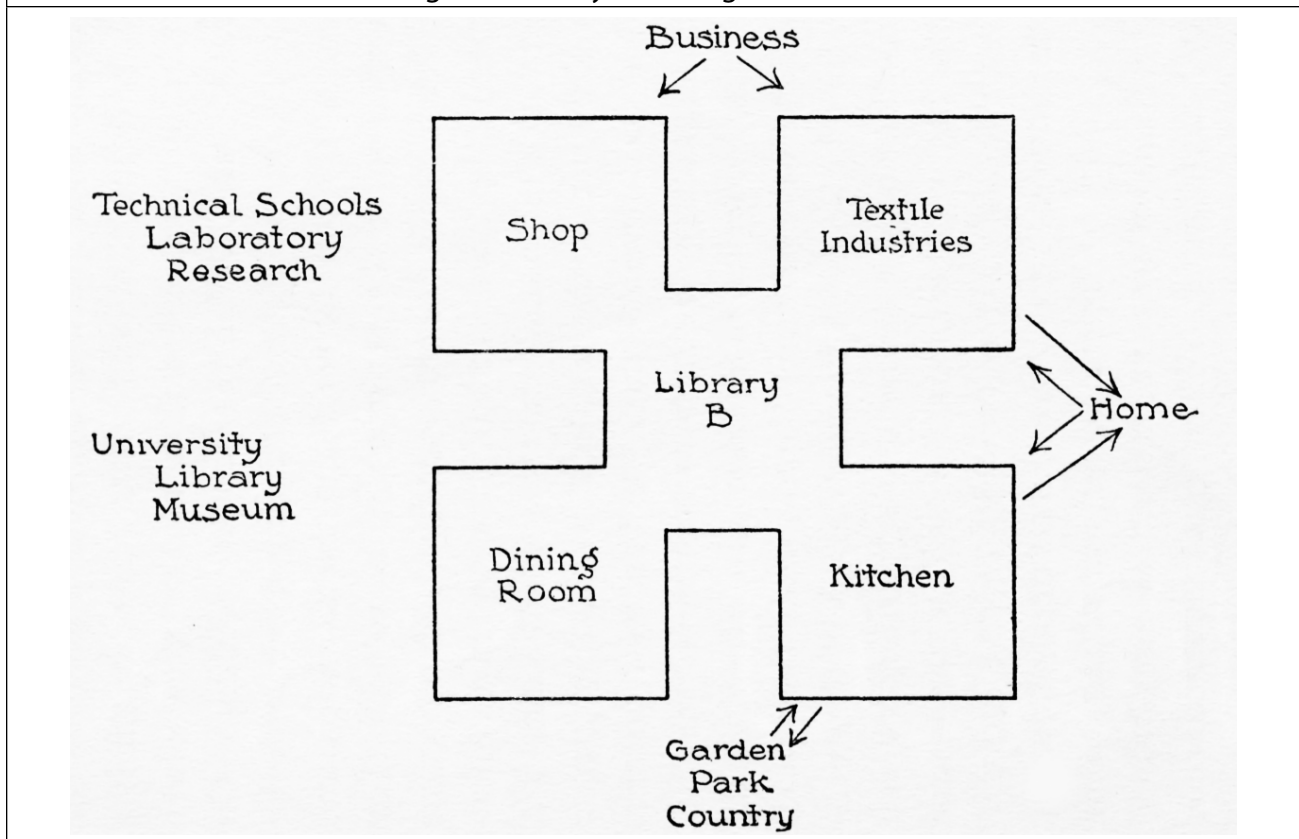 Business
Technical Schools
Laboratory
Research
Shop
Textile
Industries
Library
B
Home
University
Library
Museum
Dining
Room
Kitchen
Garden
Park
Country